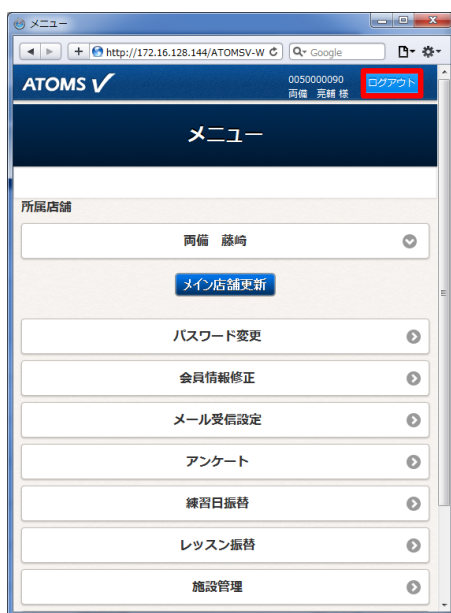 メニュー
http://172.16.128.144/ATOMSV-W
Google
ATOMS V
0050000090
両備 亮輔 様
ログアウト
メニュー
所属店舗
両備 藤崎
メイン店舗更新
パスワード変更
会員情報修正
メール受信設定
アンケート
練習日振替
レッスン振替
施設管理